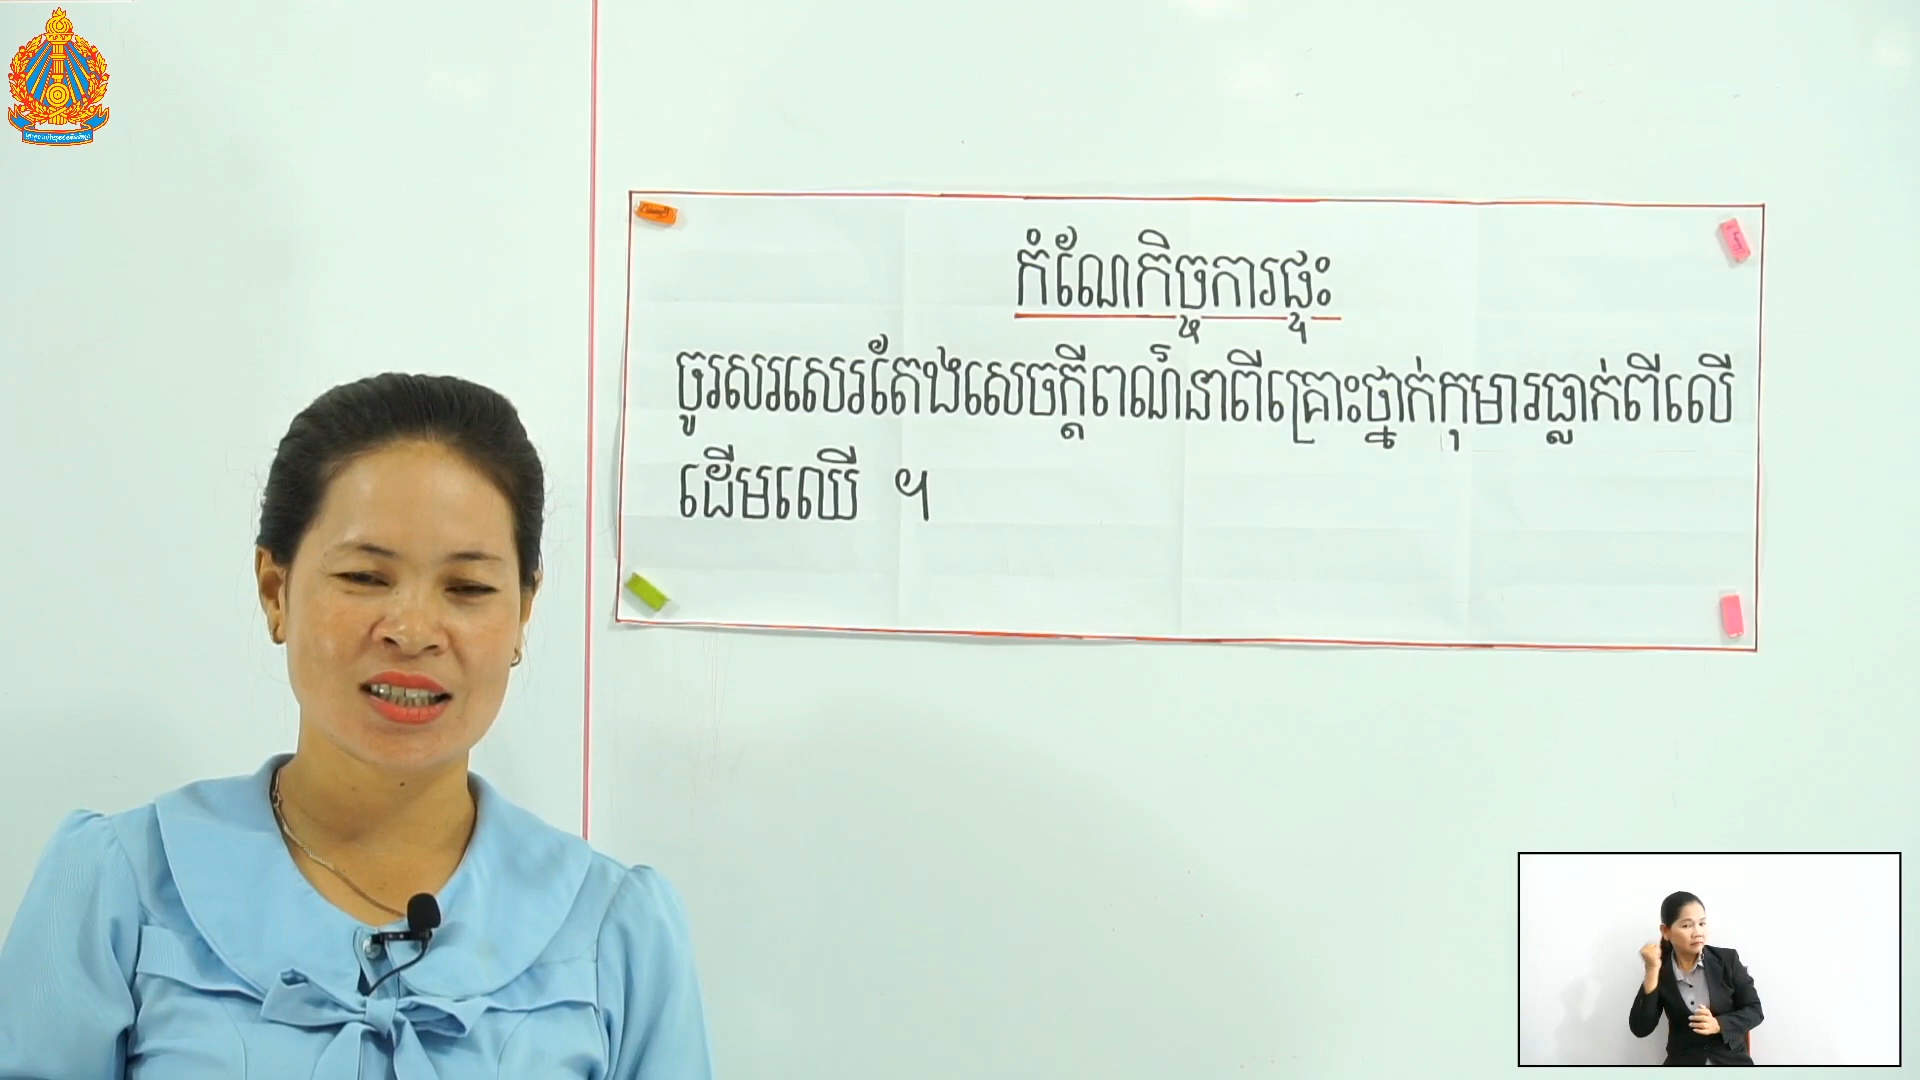 កំណែកិច្ចការផ្ទះ
ចូរសរសេរតែងសេចក្ដីពណ៌នាពីគ្រោះថ្នាក់កុមារធ្លាក់ពីលើ
ដើមឈើ ។